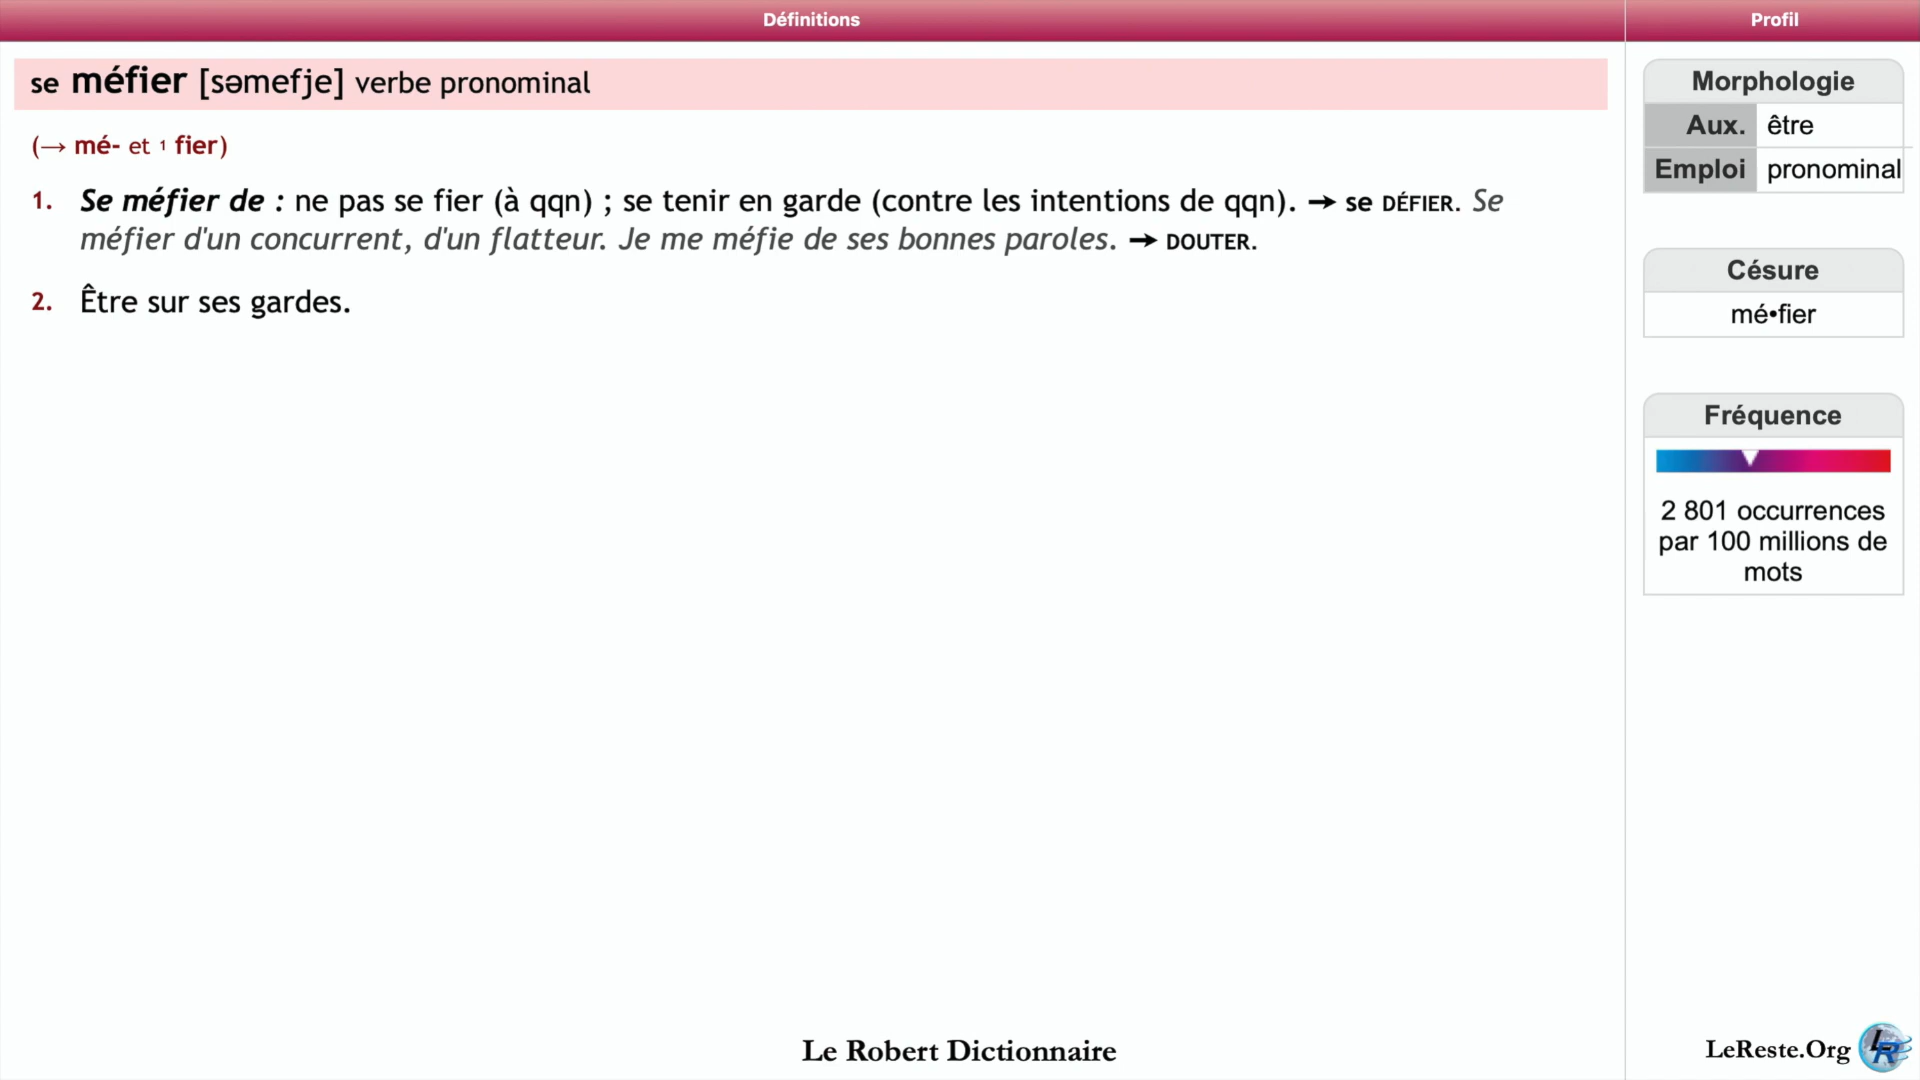 Définitions
Profil
se méfier [səmefje] verbe pronominal
(→ mé- et 1 fier)
1. Se méfier de : ne pas se fier (à qqn) ; se tenir en garde (contre les intentions de qqn). → se DÉFIER. Se
méfier d'un concurrent, d'un flatteur. Je me méfie de ses bonnes paroles. → DOUTER.
2. Être sur ses gardes.
Morphologie
Aux. être
Emploi pronominal
Césure
mé•fier
Fréquence
2 801 occurrences
par 100 millions de
mots
Le Robert Dictionnaire
LeReste.Org
LR